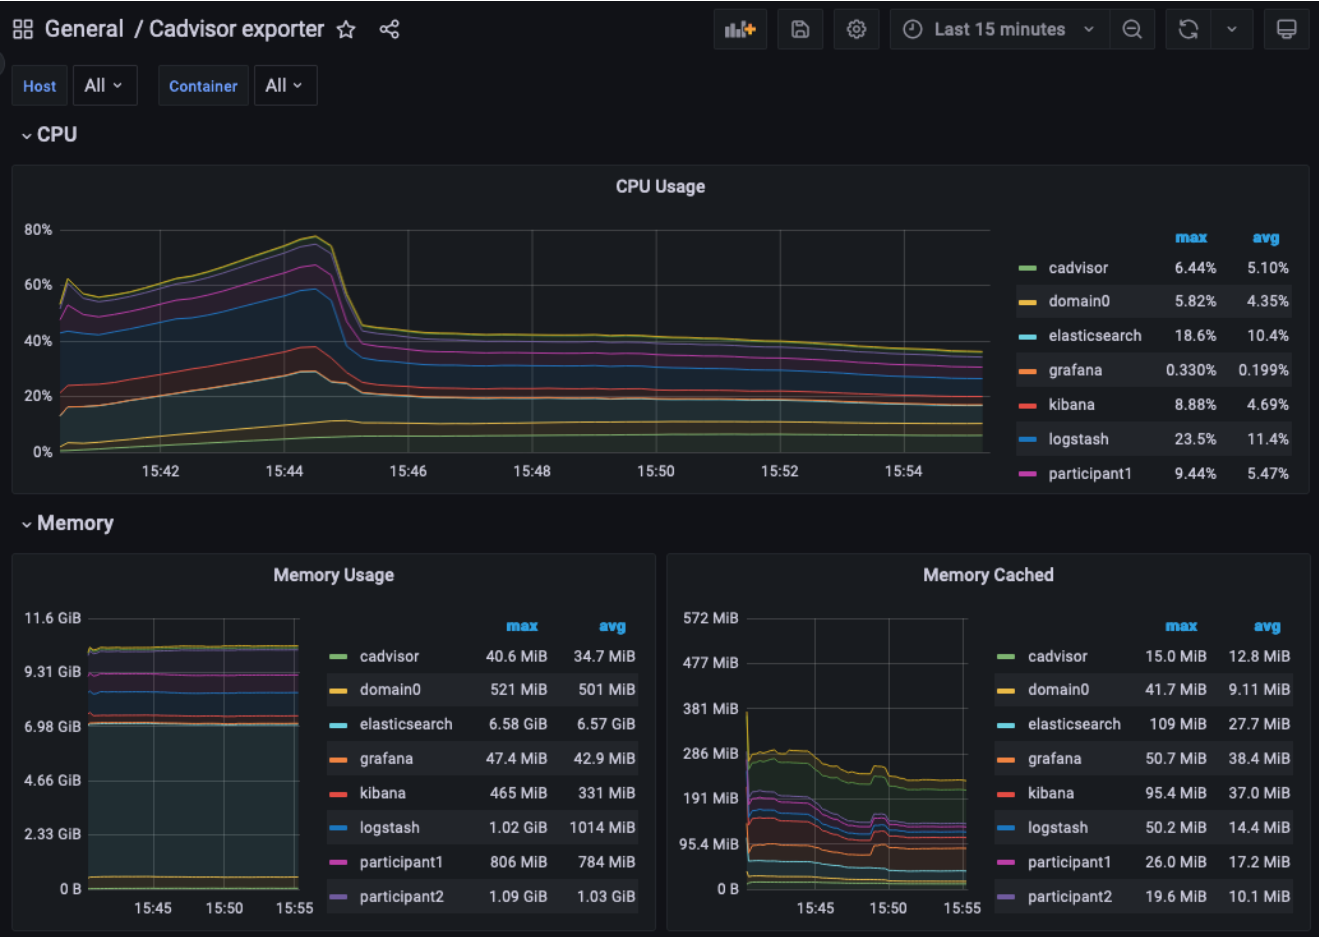 General / Cadvisor exporter
Last 15 minutes
Host All Container All
CPU
CPU Usage
80%
60%
40%
20%
0%
15:42 15:44 15:46 15:48 15:50 15:52 15:54
max avg
cadvisor 6.44% 5.10%
domain0 5.82% 4.35%
elasticsearch 18.6% 10.4%
grafana 0.330% 0.199%
kibana 8.88% 4.69%
logstash 23.5% 11.4%
participant1 9.44% 5.47%
Memory
Memory Usage
11.6 GiB
9.31 GiB
6.98 GiB
4.66 GiB
2.33 GiB
0 B
15:45 15:50 15:55
max avg
cadvisor 40.6 MiB 34.7 MiB
domain0 521 MiB 501 MiB
elasticsearch 6.58 GiB 6.57 GiB
grafana 47.4 MiB 42.9 MiB
kibana 465 MiB 331 MiB
logstash 1.02 GiB 1014 MiB
participant1 806 MiB 784 MiB
participant2 1.09 GiB 1.03 GiB
Memory Cached
572 MiB
477 MiB
381 MiB
286 MiB
191 MiB
95.4 MiB
0 B
15:45 15:50 15:55
max avg
cadvisor 15.0 MiB 12.8 MiB
domain0 41.7 MiB 9.11 MiB
elasticsearch 109 MiB 27.7 MiB
grafana 50.7 MiB 38.4 MiB
kibana 95.4 MiB 37.0 MiB
logstash 50.2 MiB 14.4 MiB
participant1 26.0 MiB 17.2 MiB
participant2 19.6 MiB 10.1 MiB